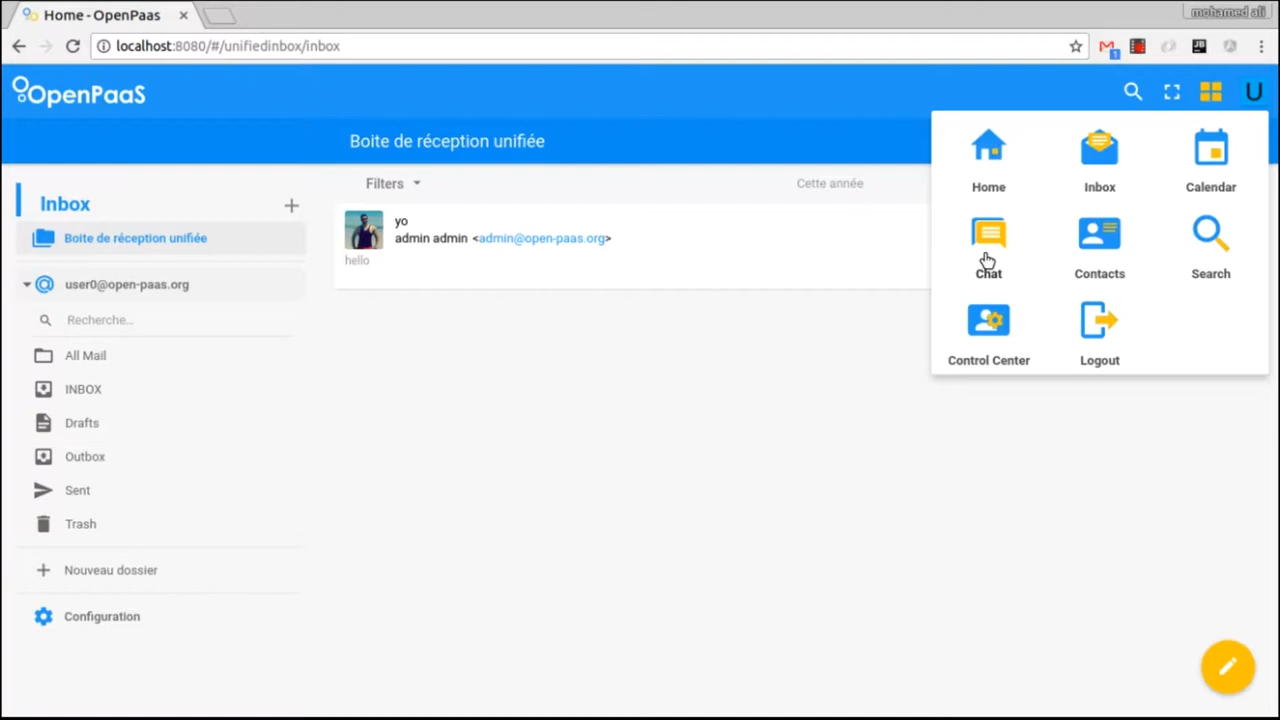 Home - OpenPaas
mohamed ali
localhost:8080/#/unifiedinbox/inbox
1
JB
OpenPaaS
U
Boite de réception unifiée
Home
Inbox
Calendar
Chat
Contacts
Search
Control Center
Logout
Inbox
Boite de réception unifiée
user0@open-paas.org
Recherche...
All Mail
INBOX
Drafts
Outbox
Sent
Trash
Nouveau dossier
Configuration
Filters
Cette année
yo
admin admin <admin@open-paas.org>
hello